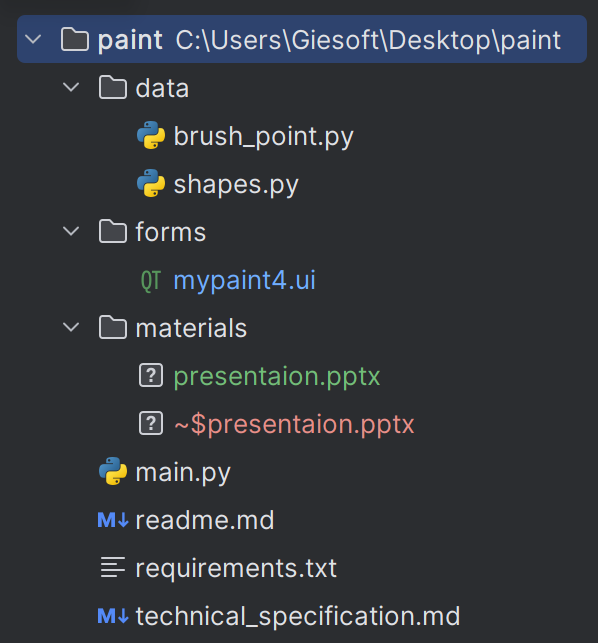 paint C:\Users\Giesoft\Desktop\paint
data
brush_point.py
shapes.py
forms
QT mypaint4.ui
materials
? presentaion.pptx
? ~$presentaion.pptx
main.py
M↓ readme.md
requirements.txt
M↓ technical_specification.md